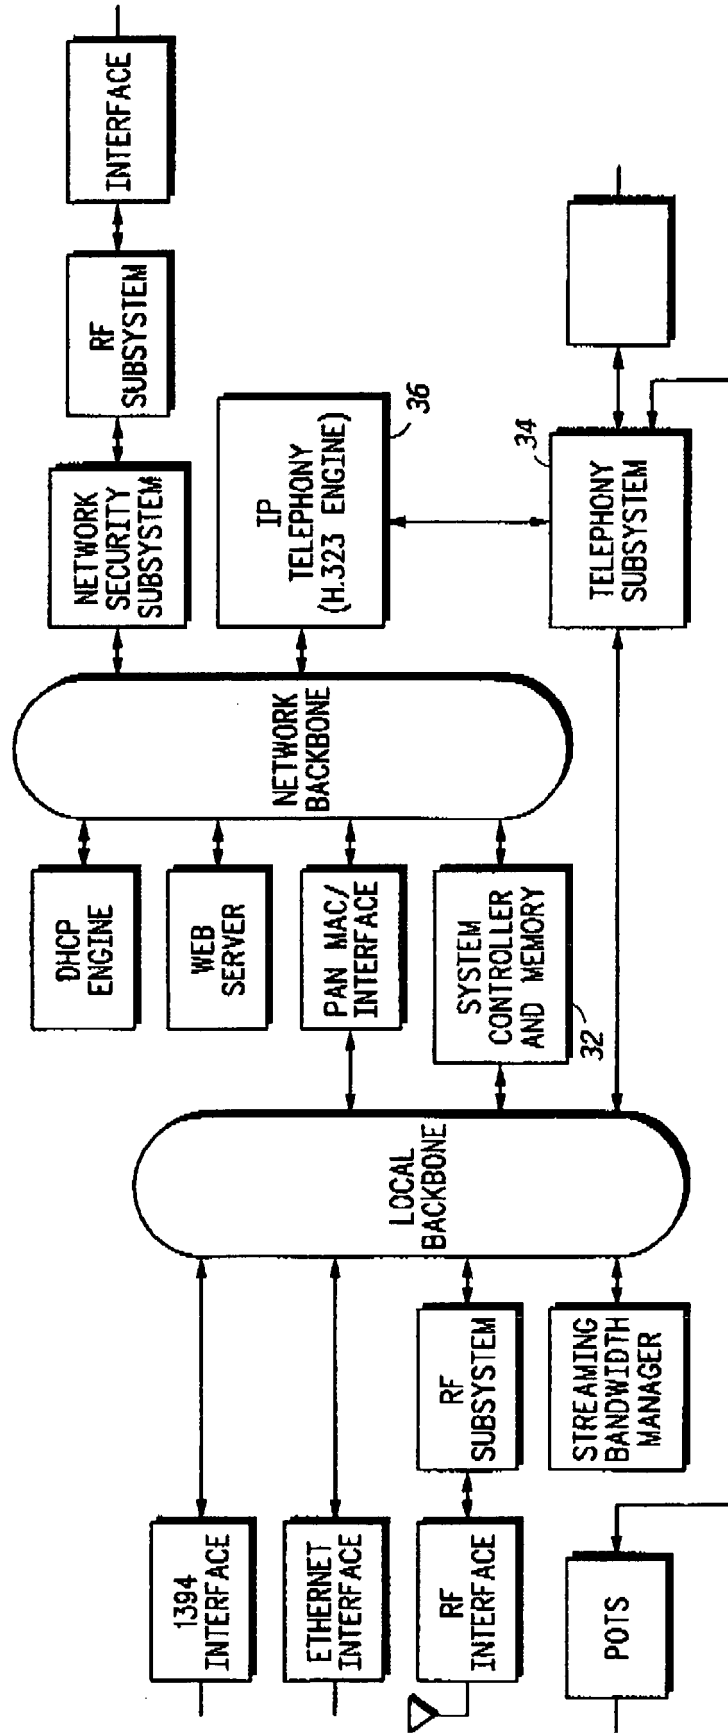 1394
INTERFACE
ETHERNET
INTERFACE
RF
INTERFACE
POTS
RF
SUBSYSTEM
STREAMING
BANDWIDTH
MANAGER
LOCAL
BACKBONE
DHCP
ENGINE
WEB
SERVER
PAN MAC/
INTERFACE
SYSTEM
CONTROLLER
AND MEMORY
32
NETWORK
BACKBONE
NETWORK
SECURITY
SUBSYSTEM
RF
SUBSYSTEM
INTERFACE
IP
TELEPHONY
(H.323 ENGINE)
36
34
TELEPHONY
SUBSYSTEM